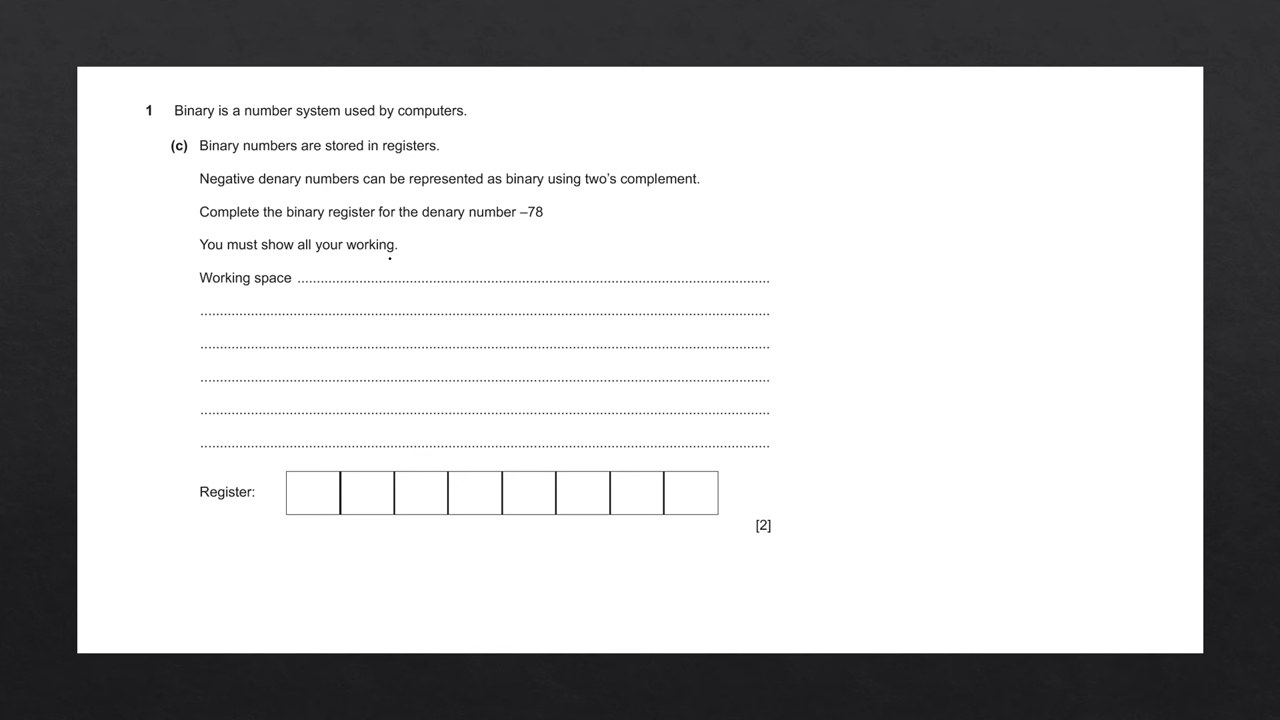 1 Binary is a number system used by computers.
(c) Binary numbers are stored in registers.
Negative denary numbers can be represented as binary using two’s complement.
Complete the binary register for the denary number –78
You must show all your working.
Working space ........................................................................................................................
................................................................................................................................................
................................................................................................................................................
................................................................................................................................................
................................................................................................................................................
................................................................................................................................................
Register:
[2]